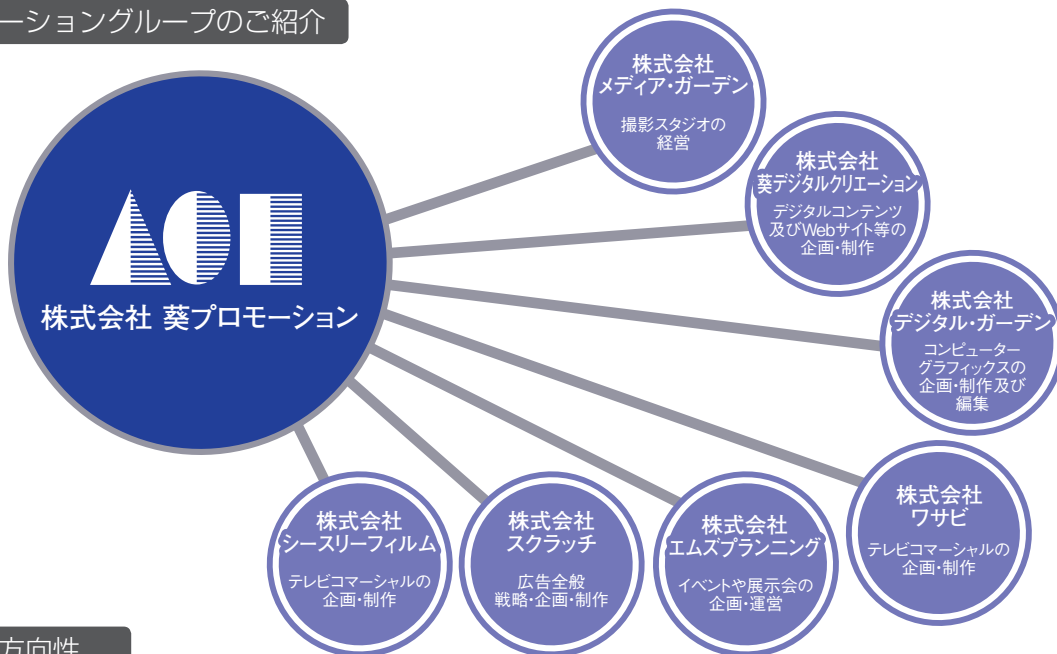 ーショングループのご紹介
AOI
株式会社 葵プロモーション
株式会社
メディア・ガーデン
撮影スタジオの
経営
株式会社
葵デジタルクリエーション
デジタルコンテンツ
及びWebサイト等の
企画・制作
株式会社
デジタル・ガーデン
コンピューター
グラフィックスの
企画・制作及び
編集
株式会社
ワサビ
テレビコマーシャルの
企画・制作
株式会社
エムズプランニング
イベントや展示会の
企画・運営
株式会社
スクラッチ
広告全般
戦略・企画・制作
株式会社
シースリーフィルム
テレビコマーシャルの
企画・制作
方向性